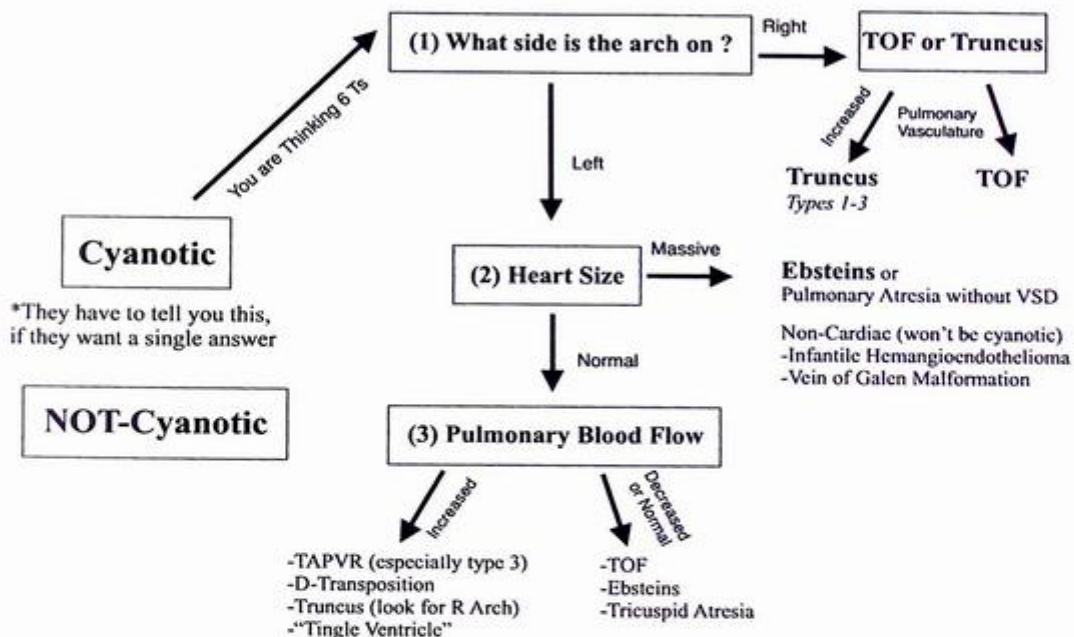 (1) What side is the arch on ?
Right
TOF or Truncus
You are Thinking 6 Ts
Increased
Pulmonary
Vasculature
Truncus
Types 1-3
TOF
Left
Cyanotic
*They have to tell you this,
if they want a single answer
(2) Heart Size
Massive
Ebsteins or
Pulmonary Atresia without VSD
Non-Cardiac (won't be cyanotic)
-Infantile Hemangioendothelioma
-Vein of Galen Malformation
Normal
NOT-Cyanotic
(3) Pulmonary Blood Flow
Increased
Decreased
or Normal
-TAPVR (especially type 3)
-D-Transposition
-Truncus (look for R Arch)
-"Tingle Ventricle"
-TOF
-Ebsteins
-Tricuspid Atresia